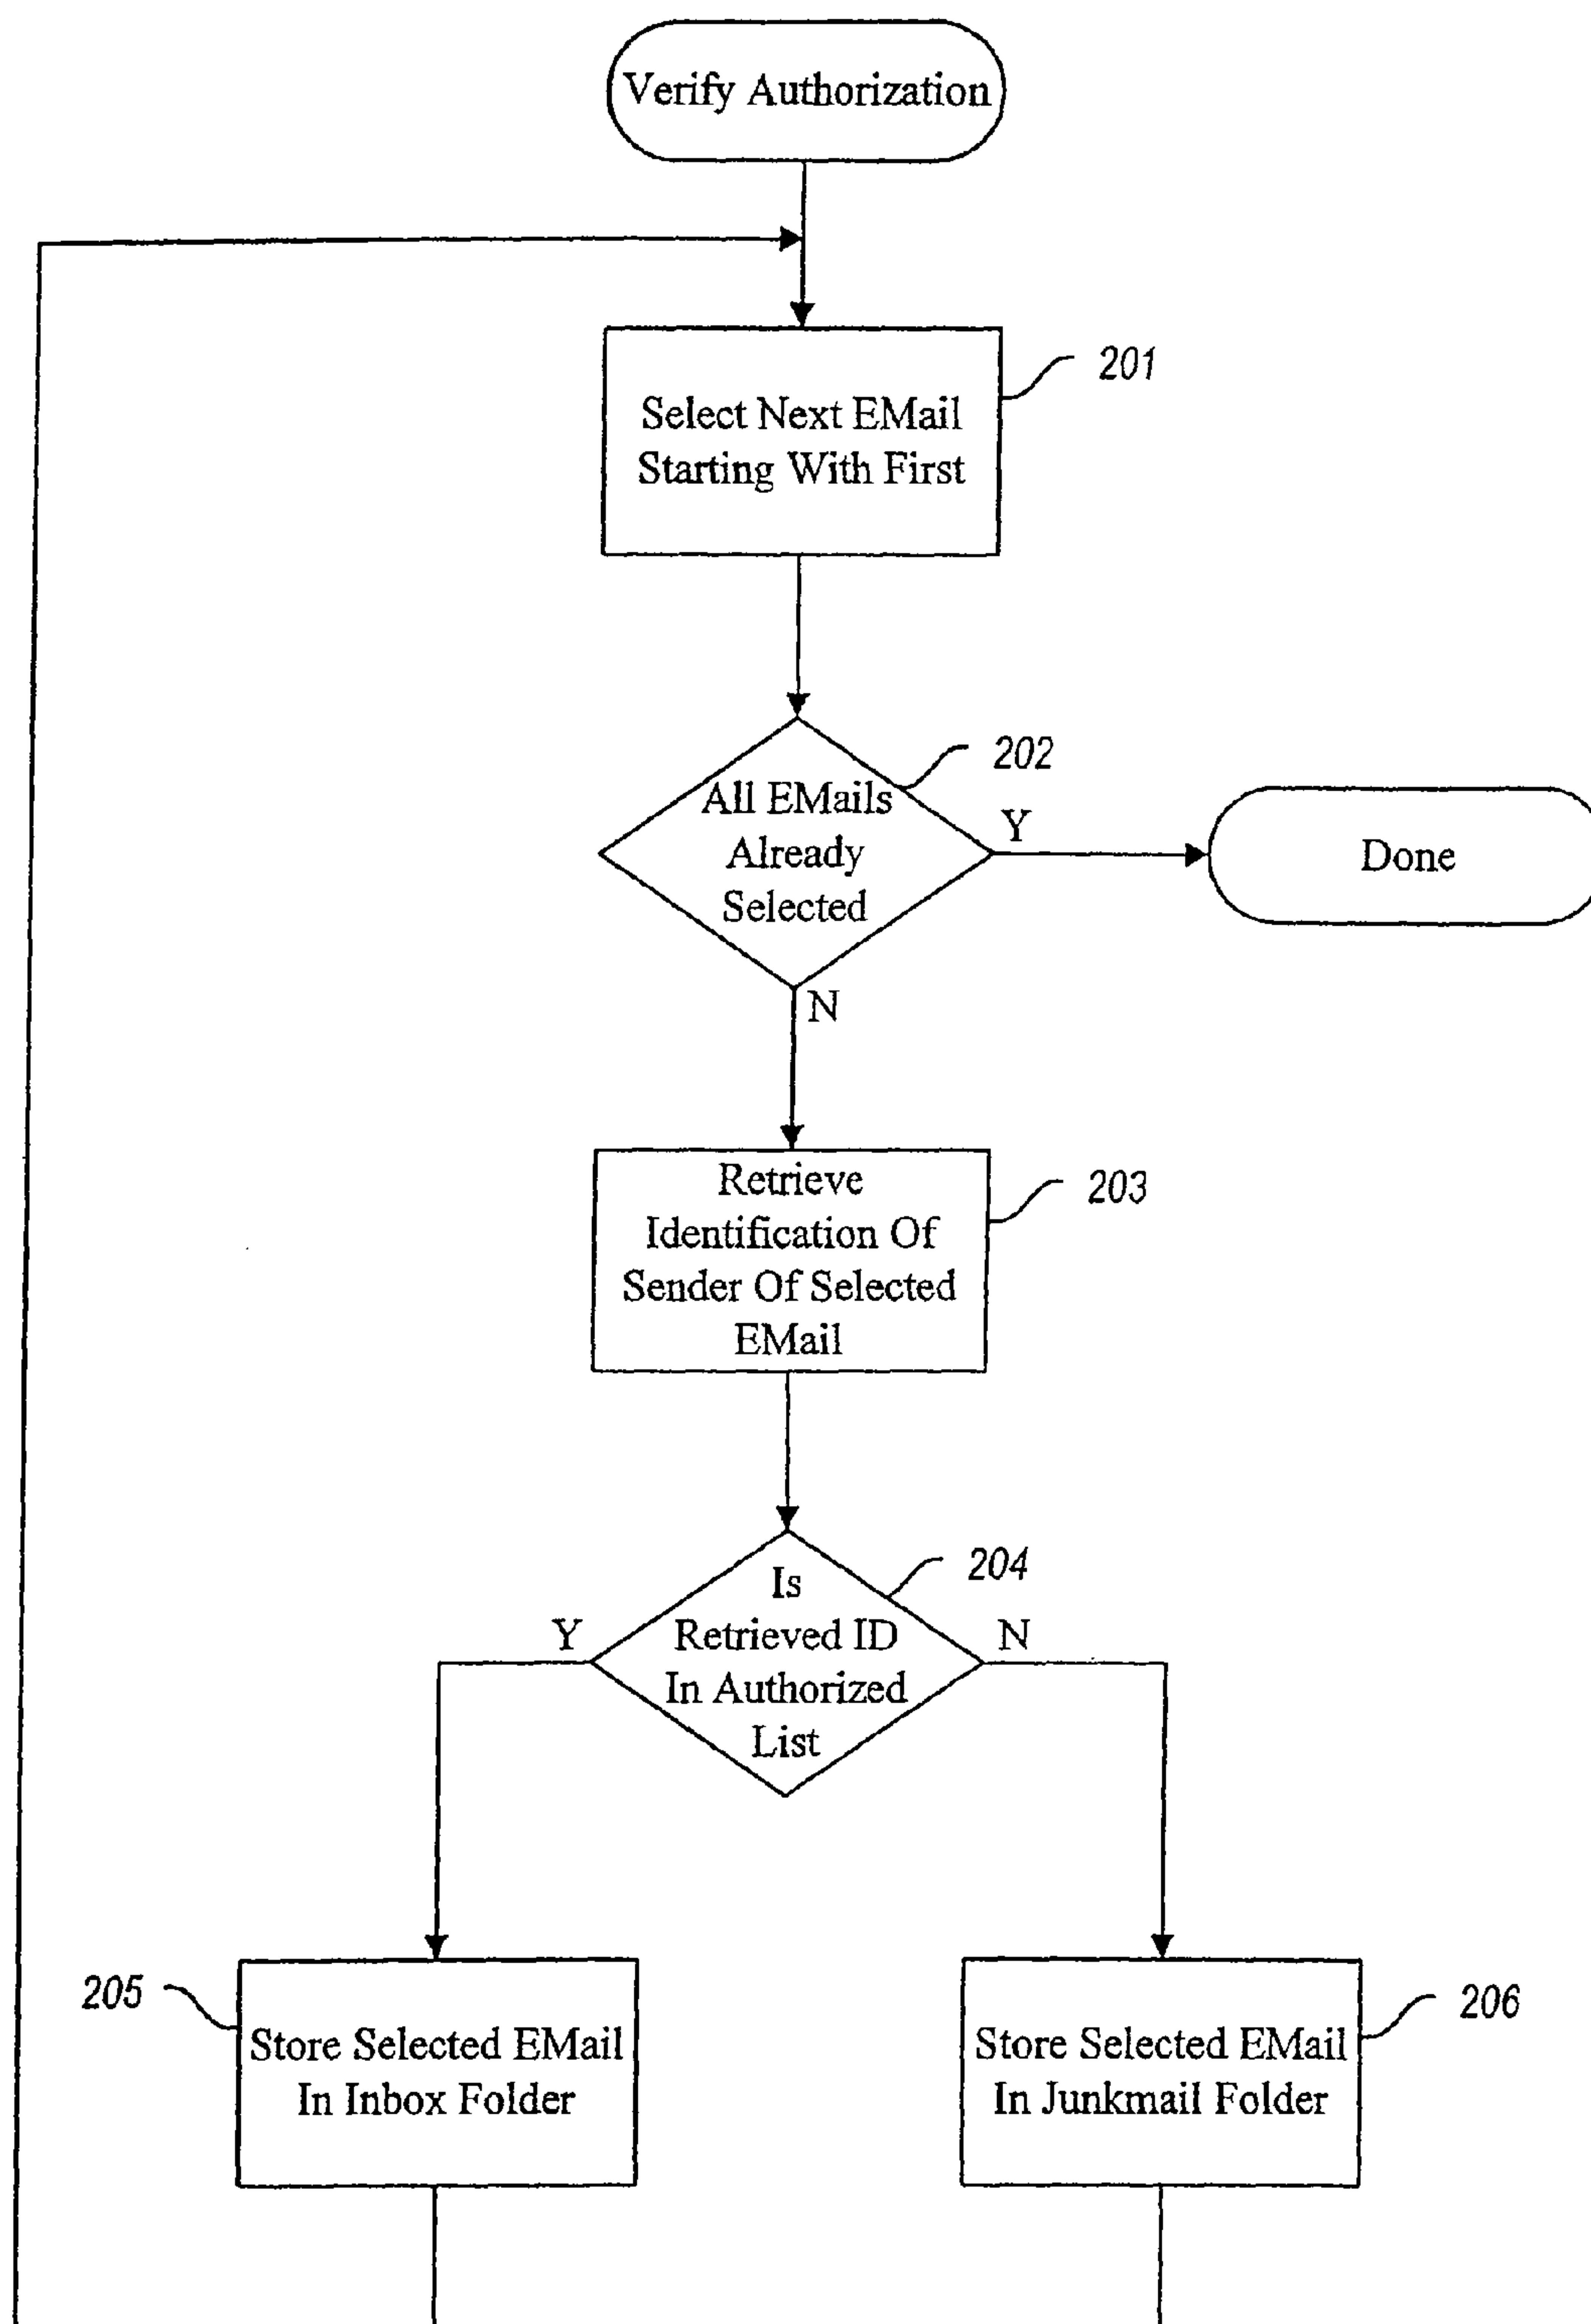 Verify Authorization
201
Select Next EMail
Starting With First
202
All EMails
Already
Selected
Y
Done
N
203
Retrieve
Identification Of
Sender Of Selected
EMail
204
Is
Retrieved ID
In Authorized
List
Y
N
205
Store Selected EMail
In Inbox Folder
206
Store Selected EMail
In Junkmail Folder